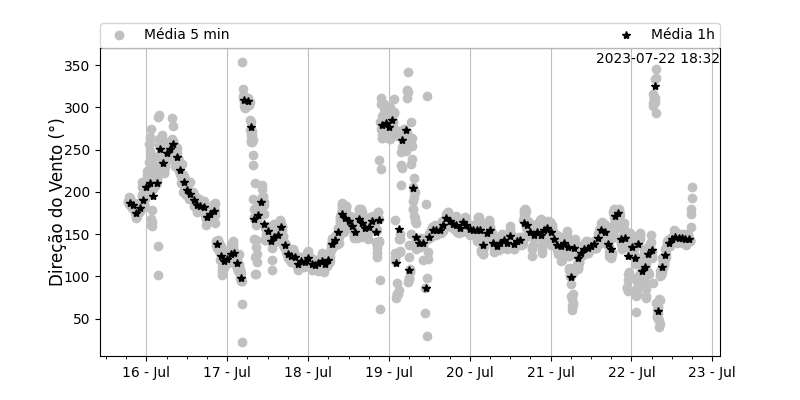 Média 5 min
Média 1h
2023-07-22 18:32
Direção do Vento (°)
350
300
250
200
150
100
50
16 - Jul
17 - Jul
18 - Jul
19 - Jul
20 - Jul
21 - Jul
22 - Jul
23 - Jul